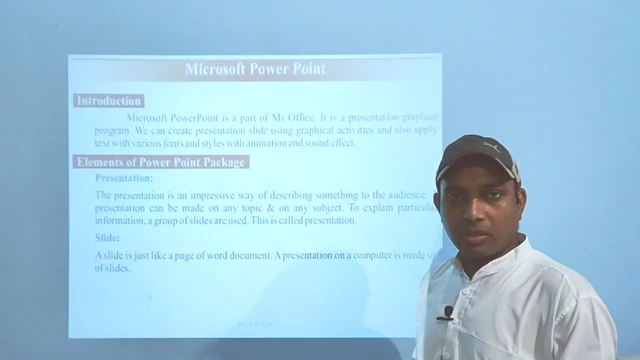 Microsoft Power Point
Introduction
Microsoft PowerPoint is a part of Ms Office. It is a presentation graphics
program. We can create presentation slide using graphical activities and also apply
text with various fonts and styles with animation and sound effect.
Elements of Power Point Package
Presentation:
The presentation is an impressive way of describing something to the audience.
presentation can be made on any topic & on any subject. To explain particula
information, a group of slides are used. This is called presentation.
Slide:
A slide is just like a page of word document. A presentation on a computer is made u
of slides.